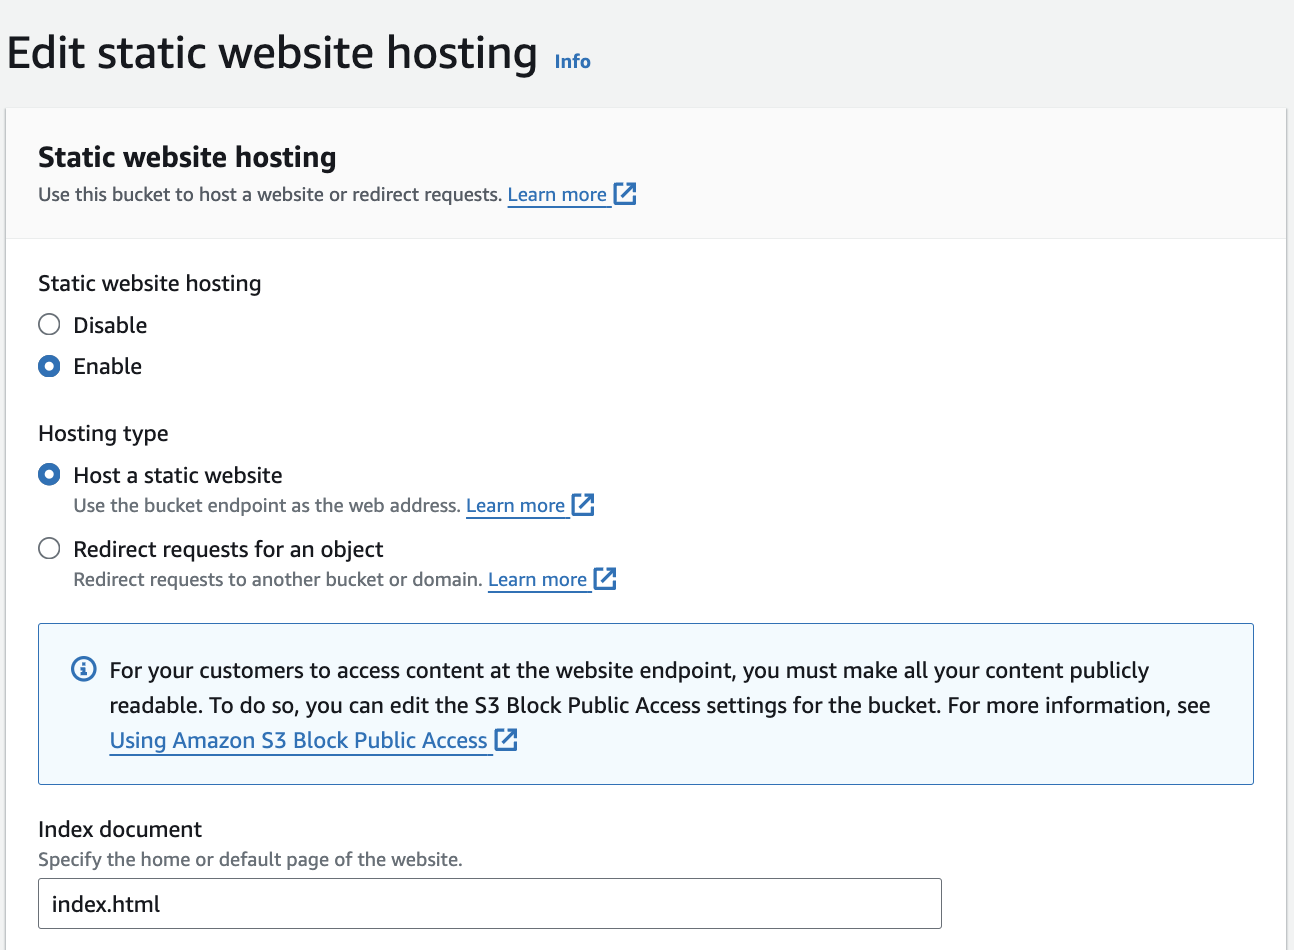 Edit static website hosting Info
Static website hosting
Use this bucket to host a website or redirect requests. Learn more
Static website hosting
Disable
Enable
Hosting type
Host a static website
Use the bucket endpoint as the web address. Learn more
Redirect requests for an object
Redirect requests to another bucket or domain. Learn more
For your customers to access content at the website endpoint, you must make all your content publicly
readable. To do so, you can edit the S3 Block Public Access settings for the bucket. For more information, see
Using Amazon S3 Block Public Access
Index document
Specify the home or default page of the website.
index.html